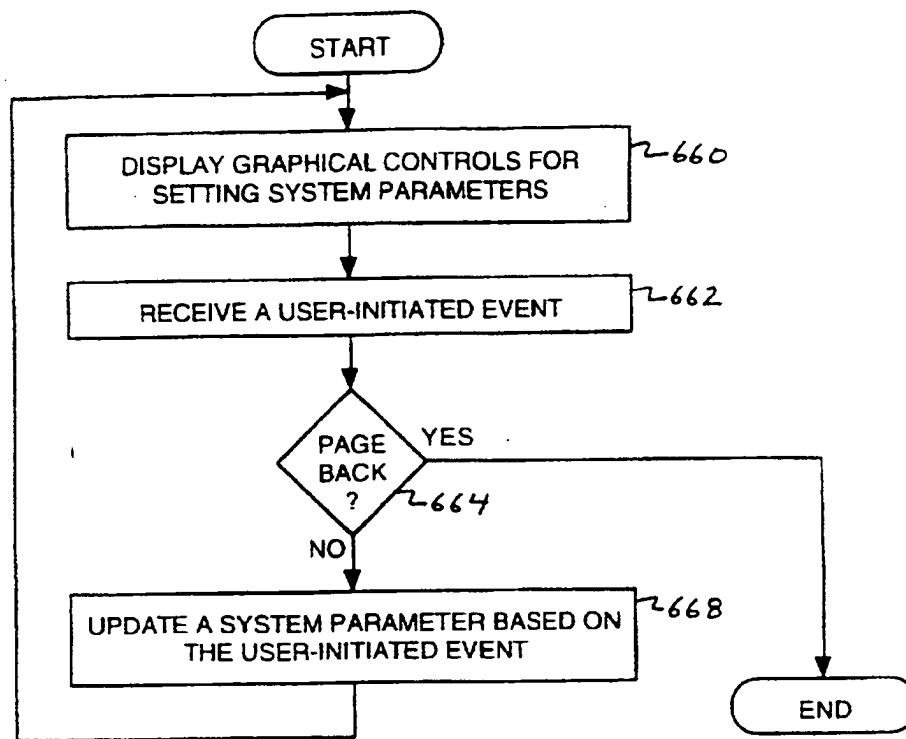 START
DISPLAY GRAPHICAL CONTROLS FOR
SETTING SYSTEM PARAMETERS
660
RECEIVE A USER-INITIATED EVENT
662
PAGE
BACK
?
YES
664
NO
UPDATE A SYSTEM PARAMETER BASED ON
THE USER-INITIATED EVENT
668
END